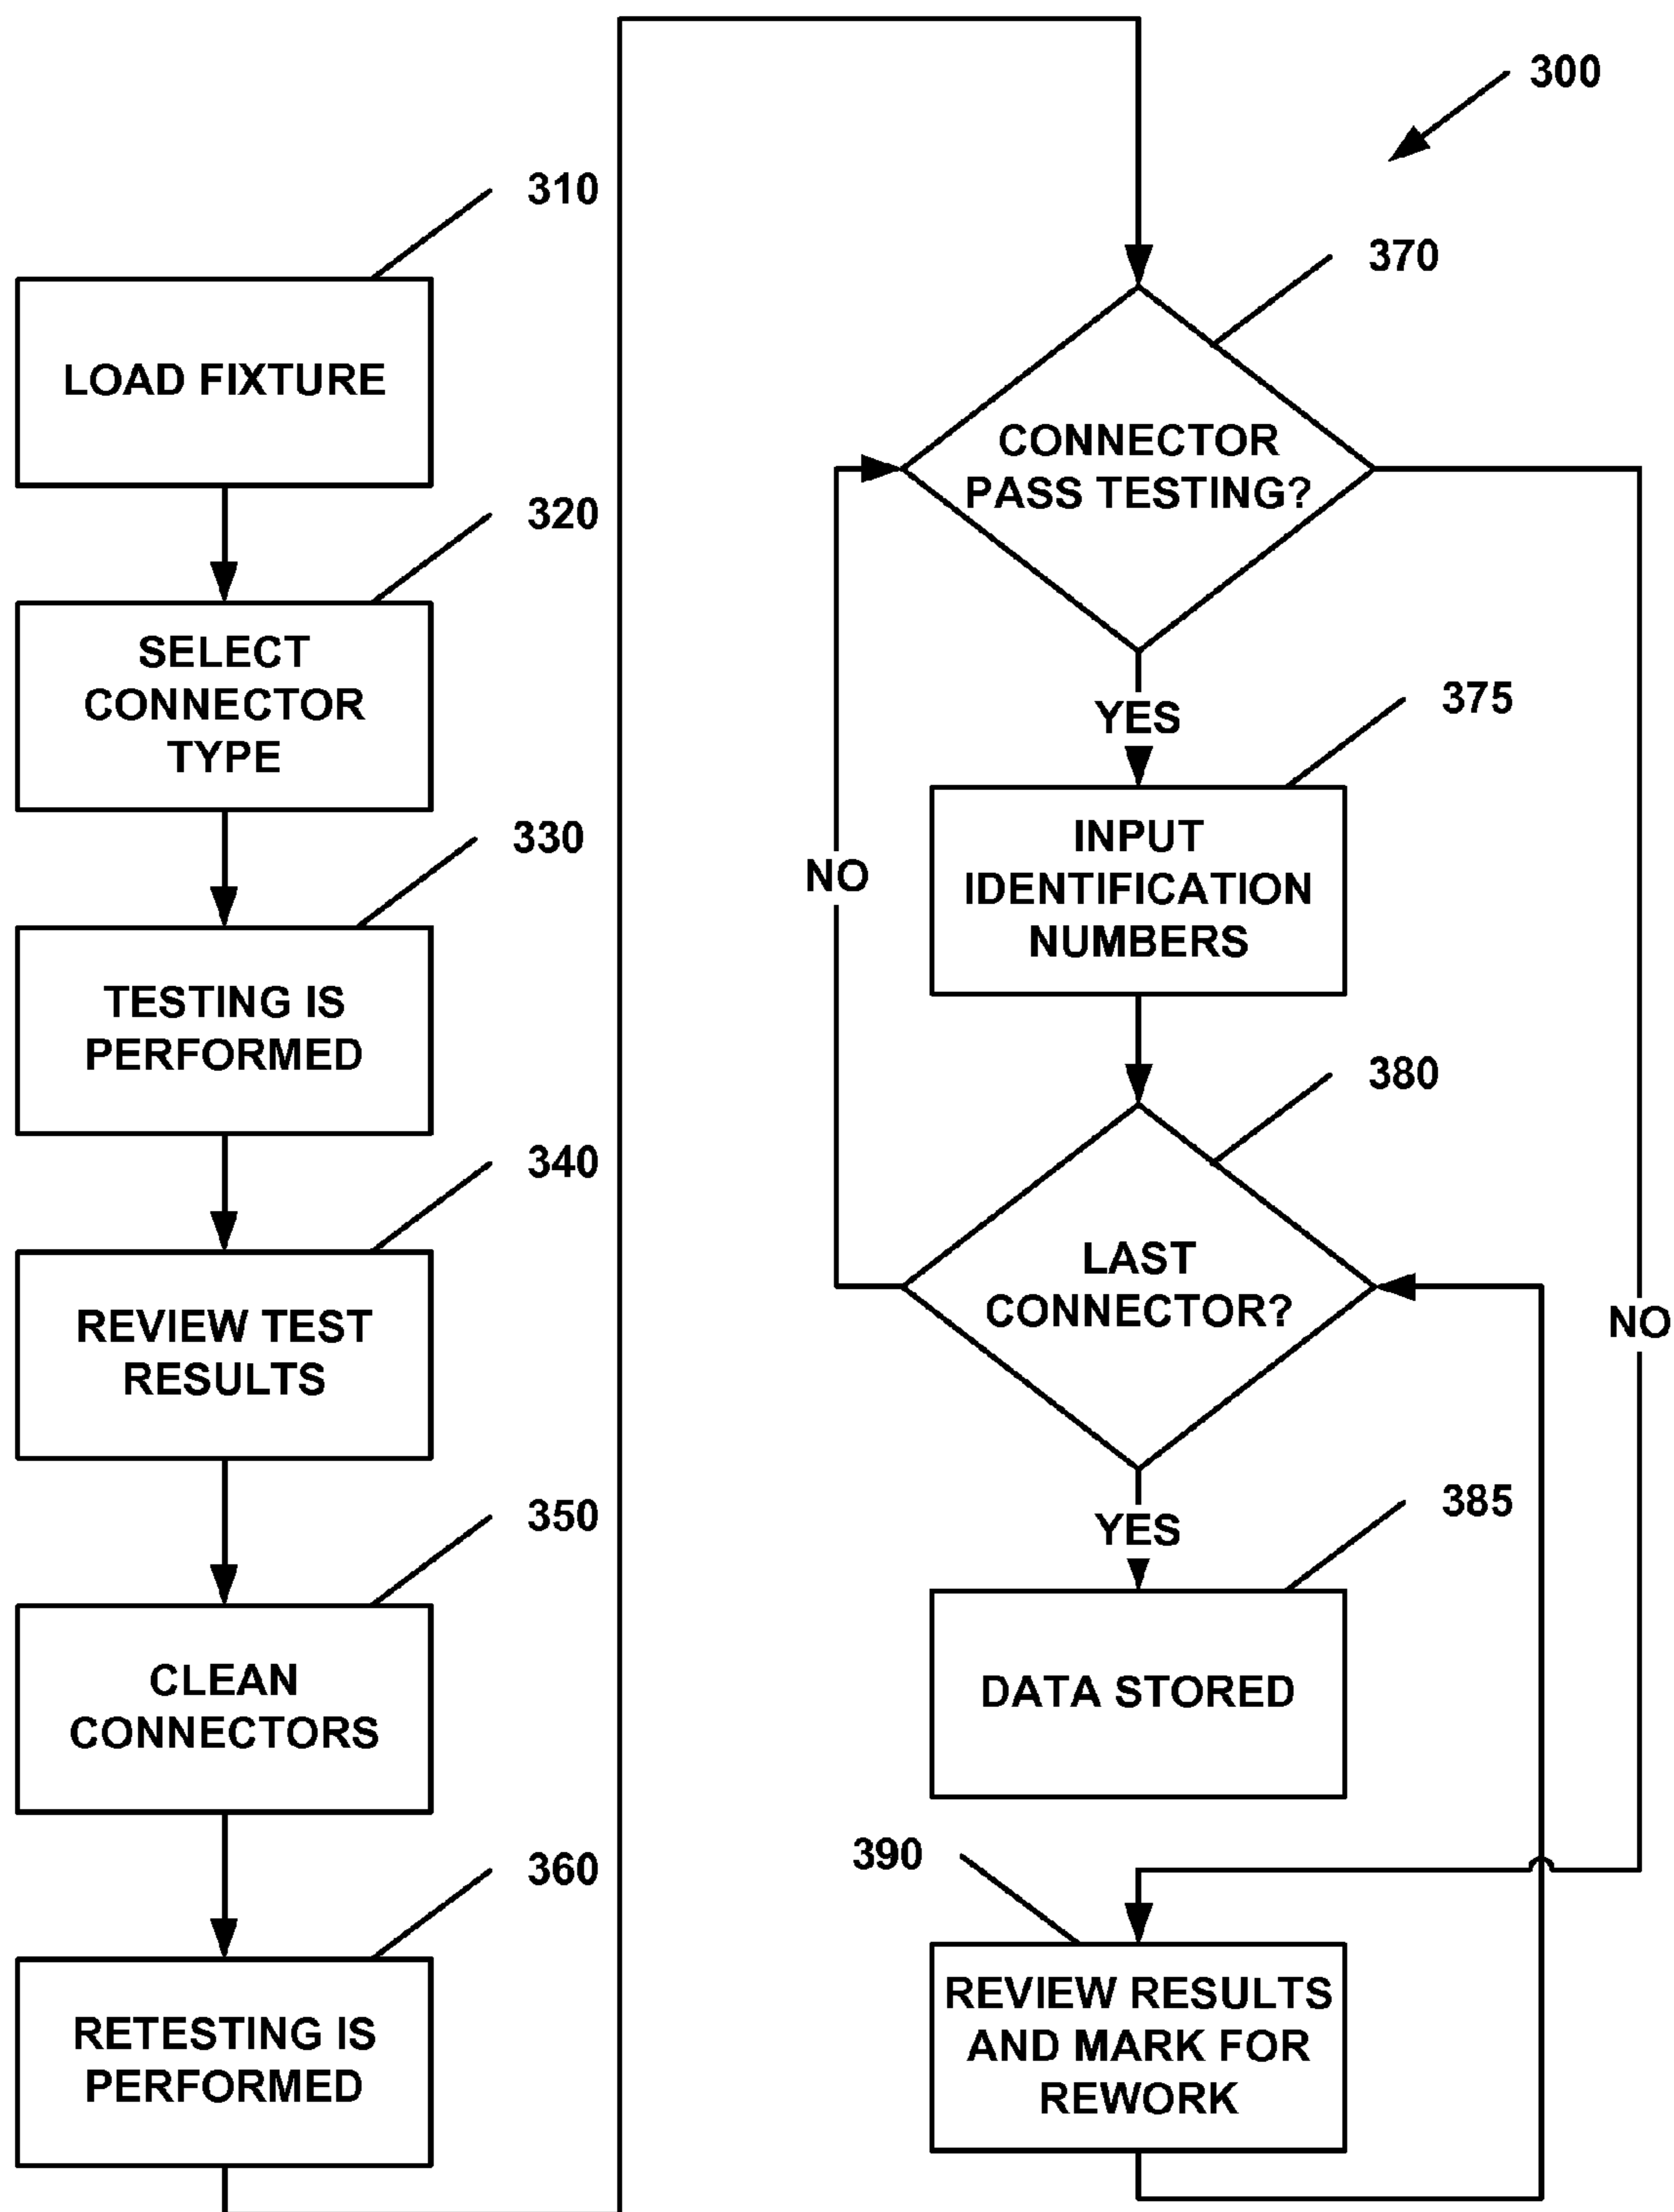 300
310
LOAD FIXTURE
320
SELECT
CONNECTOR
TYPE
330
TESTING IS
PERFORMED
340
REVIEW TEST
RESULTS
350
CLEAN
CONNECTORS
360
RETESTING IS
PERFORMED
370
CONNECTOR
PASS TESTING?
YES
NO
375
INPUT
IDENTIFICATION
NUMBERS
NO
380
LAST
CONNECTOR?
YES
385
DATA STORED
390
REVIEW RESULTS
AND MARK FOR
REWORK